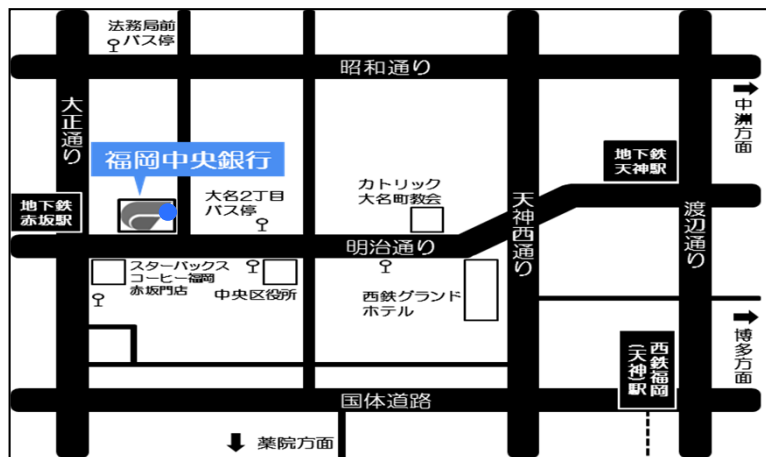 法務局前
バス停
昭和通り
大正通り
中洲方面
福岡中央銀行
地下鉄
天神駅
地下鉄
赤坂駅
大名2丁目
バス停
カトリック
大名町教会
天神西通り
渡辺通り
明治通り
スターバックス
コーヒー福岡
赤坂門店
中央区役所
西鉄グランド
ホテル
博多方面
西鉄福岡
(天神)駅
国体道路
薬院方面